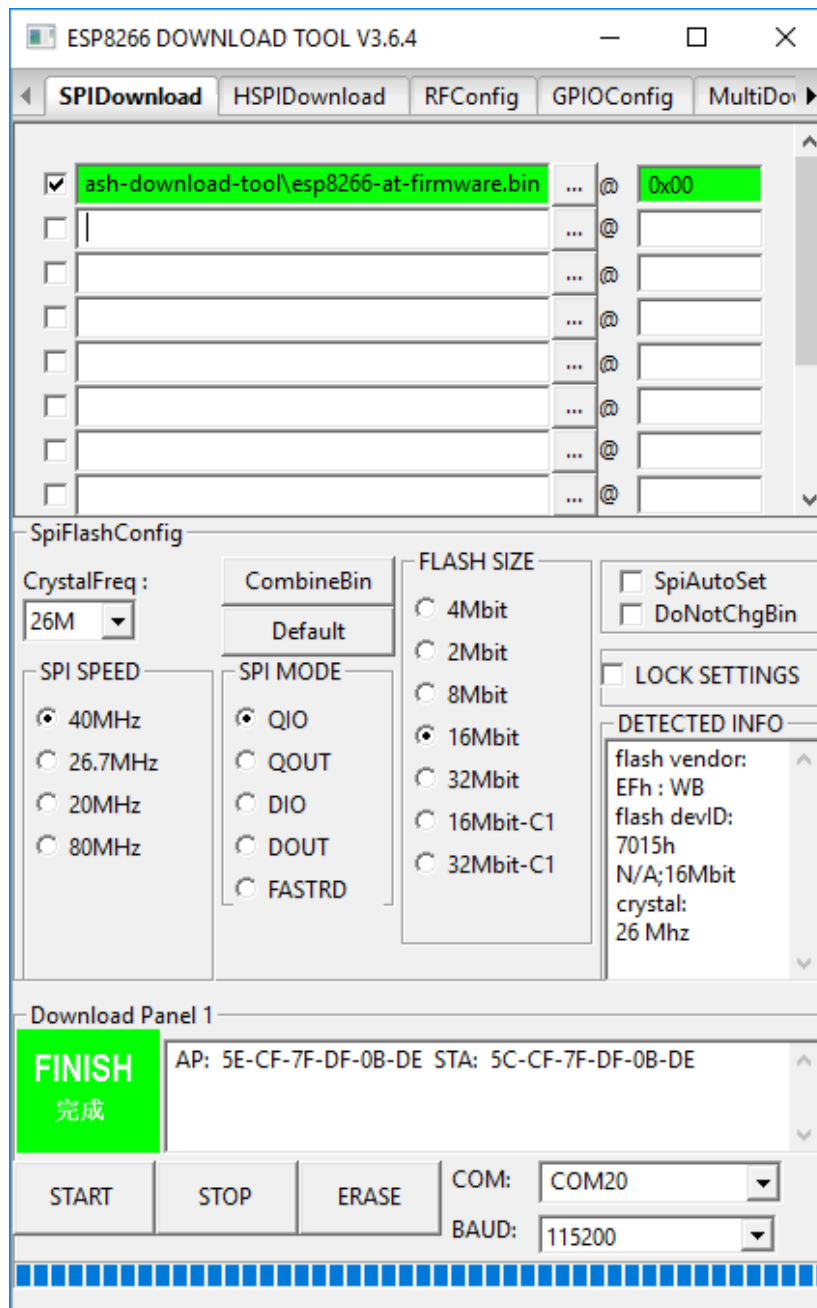 ESP8266 DOWNLOAD TOOL V3.6.4
SPIDownload HSPIDownload RFConfig GPIOConfig MultiDo
ash-download-tool\esp8266-at-firmware.bin ... @ 0x00
... @
... @
... @
... @
... @
... @
... @
SpiFlashConfig
CrystalFreq :
26M
CombineBin
Default
SPI SPEED
40MHz
26.7MHz
20MHz
80MHz
SPI MODE
QIO
QOUT
DIO
DOUT
FASTRD
FLASH SIZE
4Mbit
2Mbit
8Mbit
16Mbit
32Mbit
16Mbit-C1
32Mbit-C1
SpiAutoSet
DoNotChgBin
LOCK SETTINGS
DETECTED INFO
flash vendor:
EFh : WB
flash devID:
7015h
N/A;16Mbit
crystal:
26 Mhz
Download Panel 1
FINISH
完成
AP: 5E-CF-7F-DF-0B-DE STA: 5C-CF-7F-DF-0B-DE
START STOP ERASE
COM: COM20
BAUD: 115200